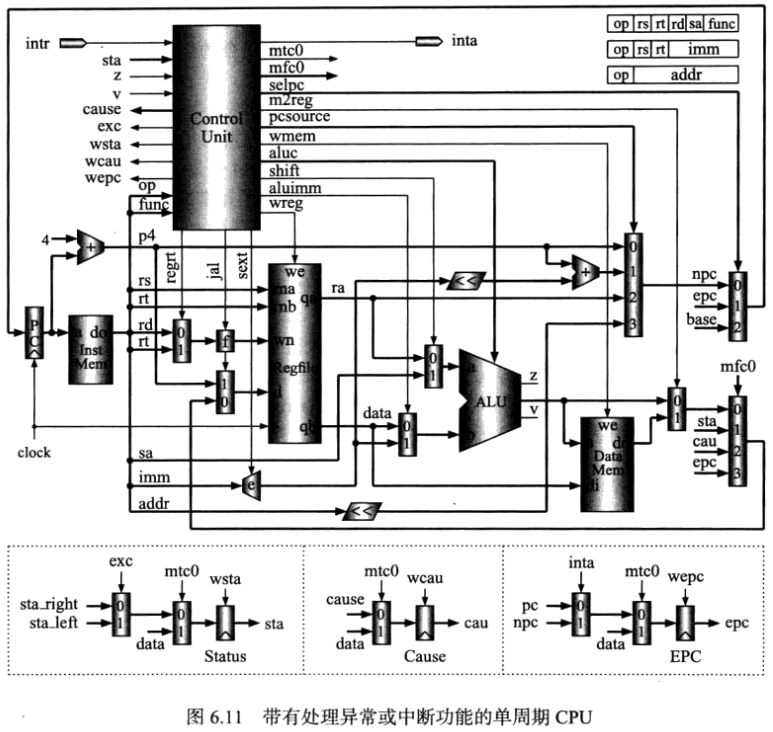 intr
inta
op rs rt rd sa func
op rs rt imm
op addr
sta
z
v
cause
exc
wsta
wcau
wepc
op
func
Control
Unit
mtc0
mfc0
selpc
m2reg
pcsource
wmem
aluc
shift
aluimm
wreg
4
+
p4
regrt
jal
sext
rs
rt
rd
rt
0
1
f
1
0
we
rna
rnb
wn
d
Regfile
qa
qb
ra
data
PC
a do
Inst
Mem
clock
sa
imm
addr
e
<<
<<
+
0
1
0
1
a
b
ALU
z
v
we
a do
Data
Mem
di
0
1
0
1
2
3
npc
epc
base
0
1
2
mfc0
sta
cau
epc
0
1
2
3
exc
sta_right
sta_left
0
1
mtc0
data
0
1
wsta
sta
Status
mtc0
cause
data
0
1
wcau
cau
Cause
inta
pc
npc
0
1
mtc0
data
0
1
wepc
epc
EPC
图 6.11 带有处理异常或中断功能的单周期 CPU